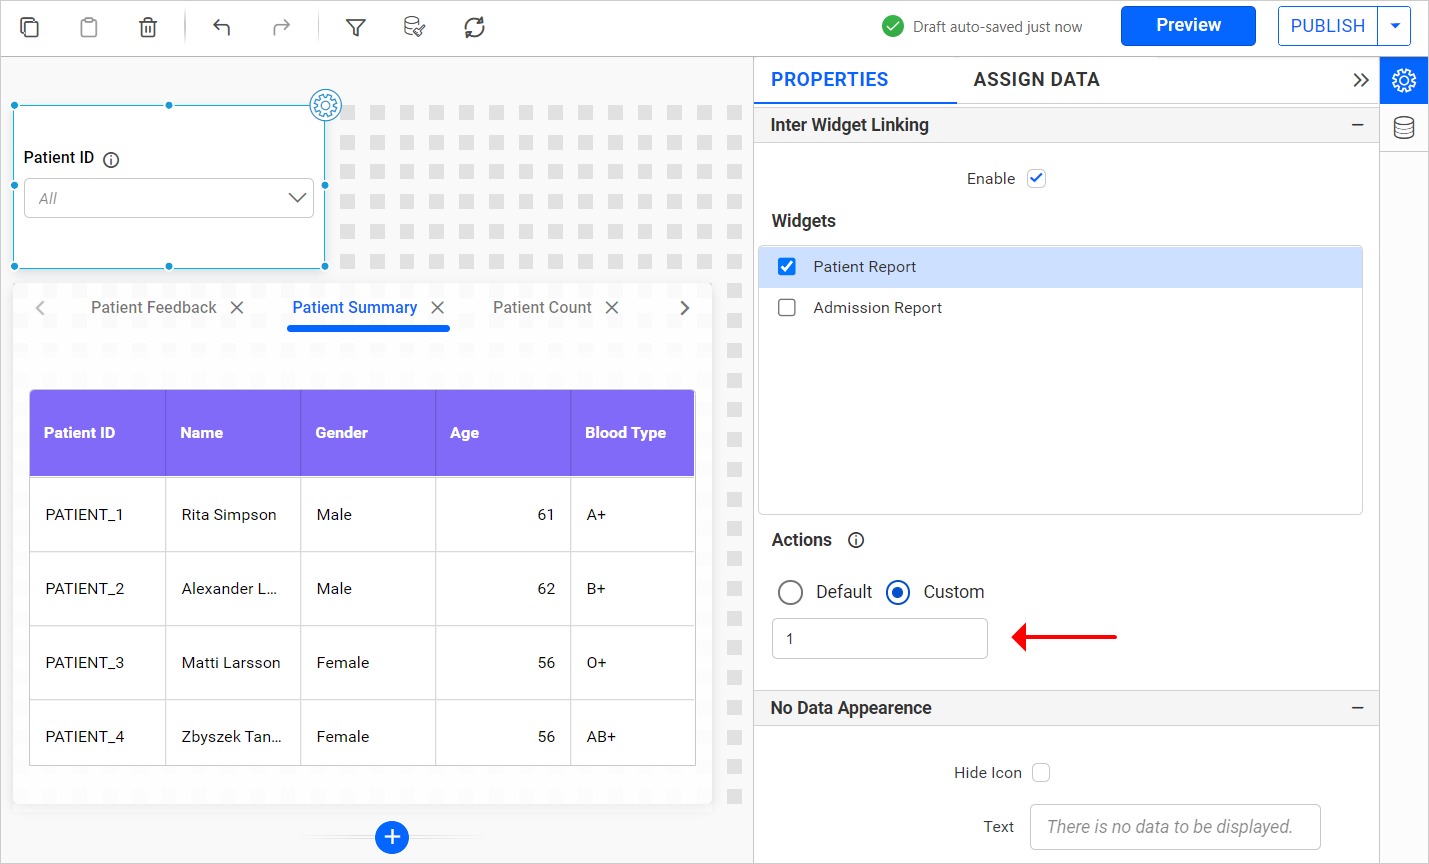 Draft auto-saved just now
Preview
PUBLISH
PROPERTIES
ASSIGN DATA
Patient ID
All
Patient Feedback
Patient Summary
Patient Count
Patient ID Name Gender Age Blood Type
PATIENT_1 Rita Simpson Male 61 A+
PATIENT_2 Alexander L... Male 62 B+
PATIENT_3 Matti Larsson Female 56 O+
PATIENT_4 Zbyszek Tan... Female 56 AB+
Inter Widget Linking
Enable
Widgets
Patient Report
Admission Report
Actions
Default Custom
1
No Data Appearence
Hide Icon
Text There is no data to be displayed.